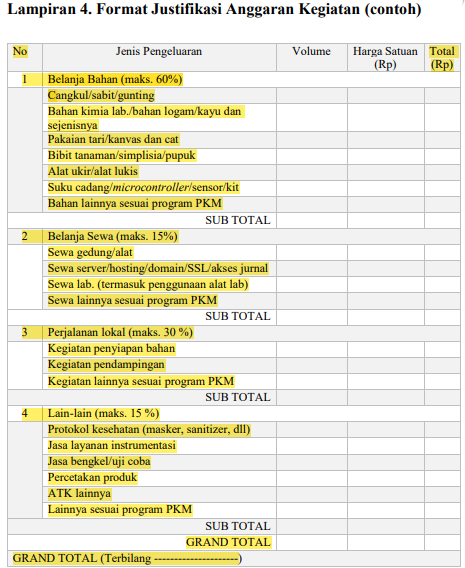 Lampiran 4. Format Justifikasi Anggaran Kegiatan (contoh)
No Jenis Pengeluaran Volume Harga Satuan (Rp) Total (Rp)
1 Belanja Bahan (maks. 60%)
Cangkul/sabit/gunting
Bahan kimia lab./bahan logam/kayu dan
sejenisnya
Pakaian tari/kanvas dan cat
Bibit tanaman/simplisia/pupuk
Alat ukir/alat lukis
Suku cadang/microcontroller/sensor/kit
Bahan lainnya sesuai program PKM
SUB TOTAL
2 Belanja Sewa (maks. 15%)
Sewa gedung/alat
Sewa server/hosting/domain/SSL/akses jurnal
Sewa lab. (termasuk penggunaan alat lab)
Sewa lainnya sesuai program PKM
SUB TOTAL
3 Perjalanan lokal (maks. 30 %)
Kegiatan penyiapan bahan
Kegiatan pendampingan
Kegiatan lainnya sesuai program PKM
SUB TOTAL
4 Lain-lain (maks. 15 %)
Protokol kesehatan (masker, sanitizer, dll)
Jasa layanan instrumentasi
Jasa bengkel/uji coba
Percetakan produk
ATK lainnya
Lainnya sesuai program PKM
SUB TOTAL
GRAND TOTAL
GRAND TOTAL (Terbilang ---------------------)